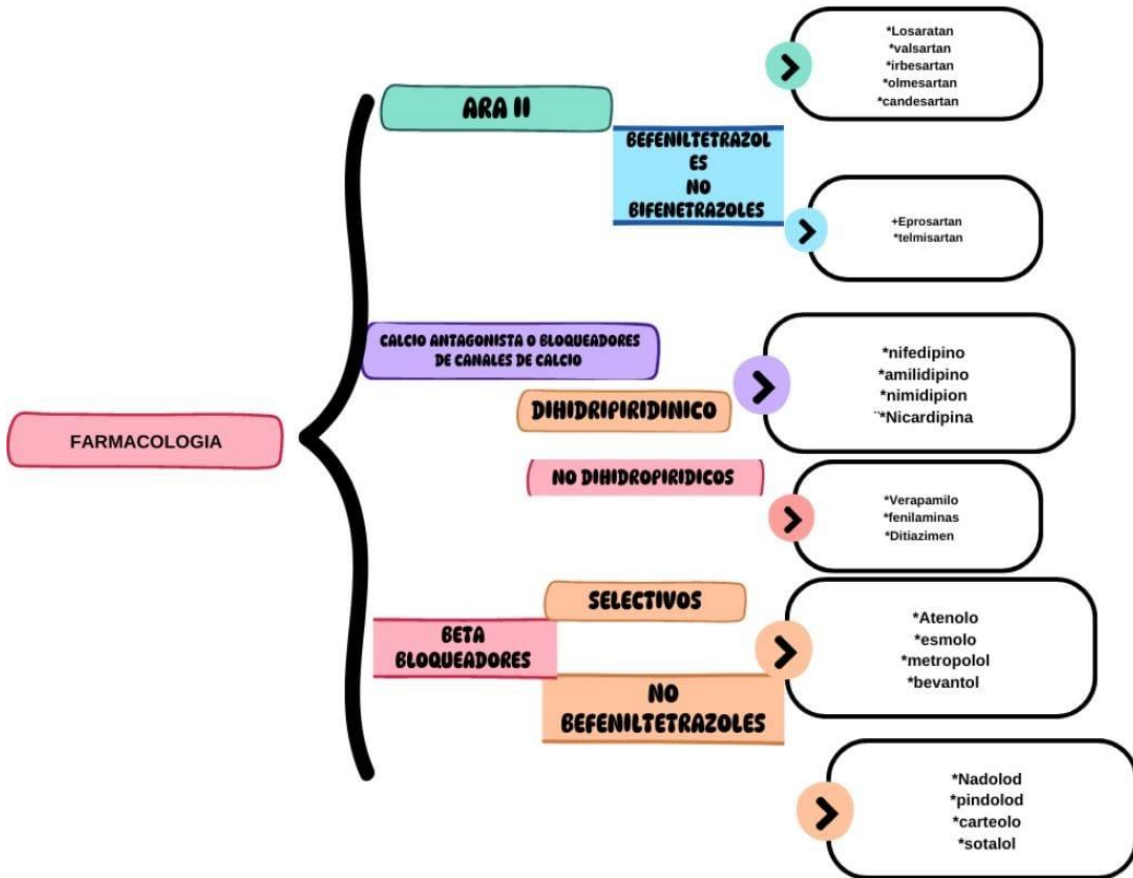 FARMACOLOGIA
ARA II
BEFENILTETRAZOL
ES
NO
BIFENETRAZOLES
*Losaratan
*valsartan
*irbesartan
*olmesartan
*candesartan
+Eprosartan
*telmisartan
CALCIO ANTAGONISTA O BLOQUEADORES
DE CANALES DE CALCIO
DIHIDRIPIRIDINICO
*nifedipino
*amilidipino
*nimidipion
¨*Nicardipina
NO DIHIDROPIRIDICOS
*Verapamilo
*fenilaminas
*Ditiazimen
BETA
BLOQUEADORES
SELECTIVOS
*Atenolo
*esmolo
*metropolol
*bevantol
NO
BEFENILTETRAZOLES
*Nadolod
*pindolod
*carteolo
*sotalol